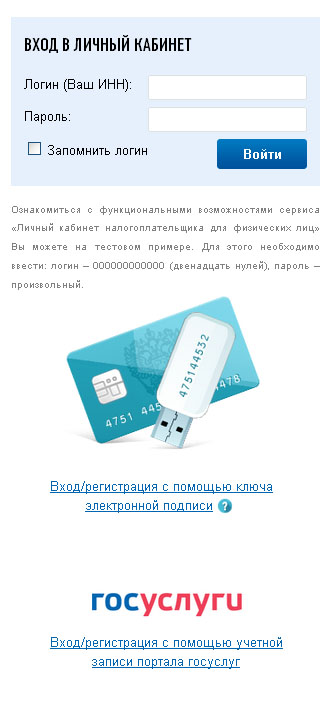 ВХОД В ЛИЧНЫЙ КАБИНЕТ
Логин (Ваш ИНН):
Пароль:
Запомнить логин
Войти
Ознакомиться с функциональными возможностями сервиса
«Личный кабинет налогоплательщика для физических лиц»
Вы можете на тестовом примере. Для этого необходимо
ввести: логин – 000000000000 (двенадцать нулей), пароль –
произвольный.
475144532
4751 445
478
Вход/регистрация с помощью ключа
электронной подписи ?
госуслуги
Вход/регистрация с помощью учетной
записи портала госуслуг